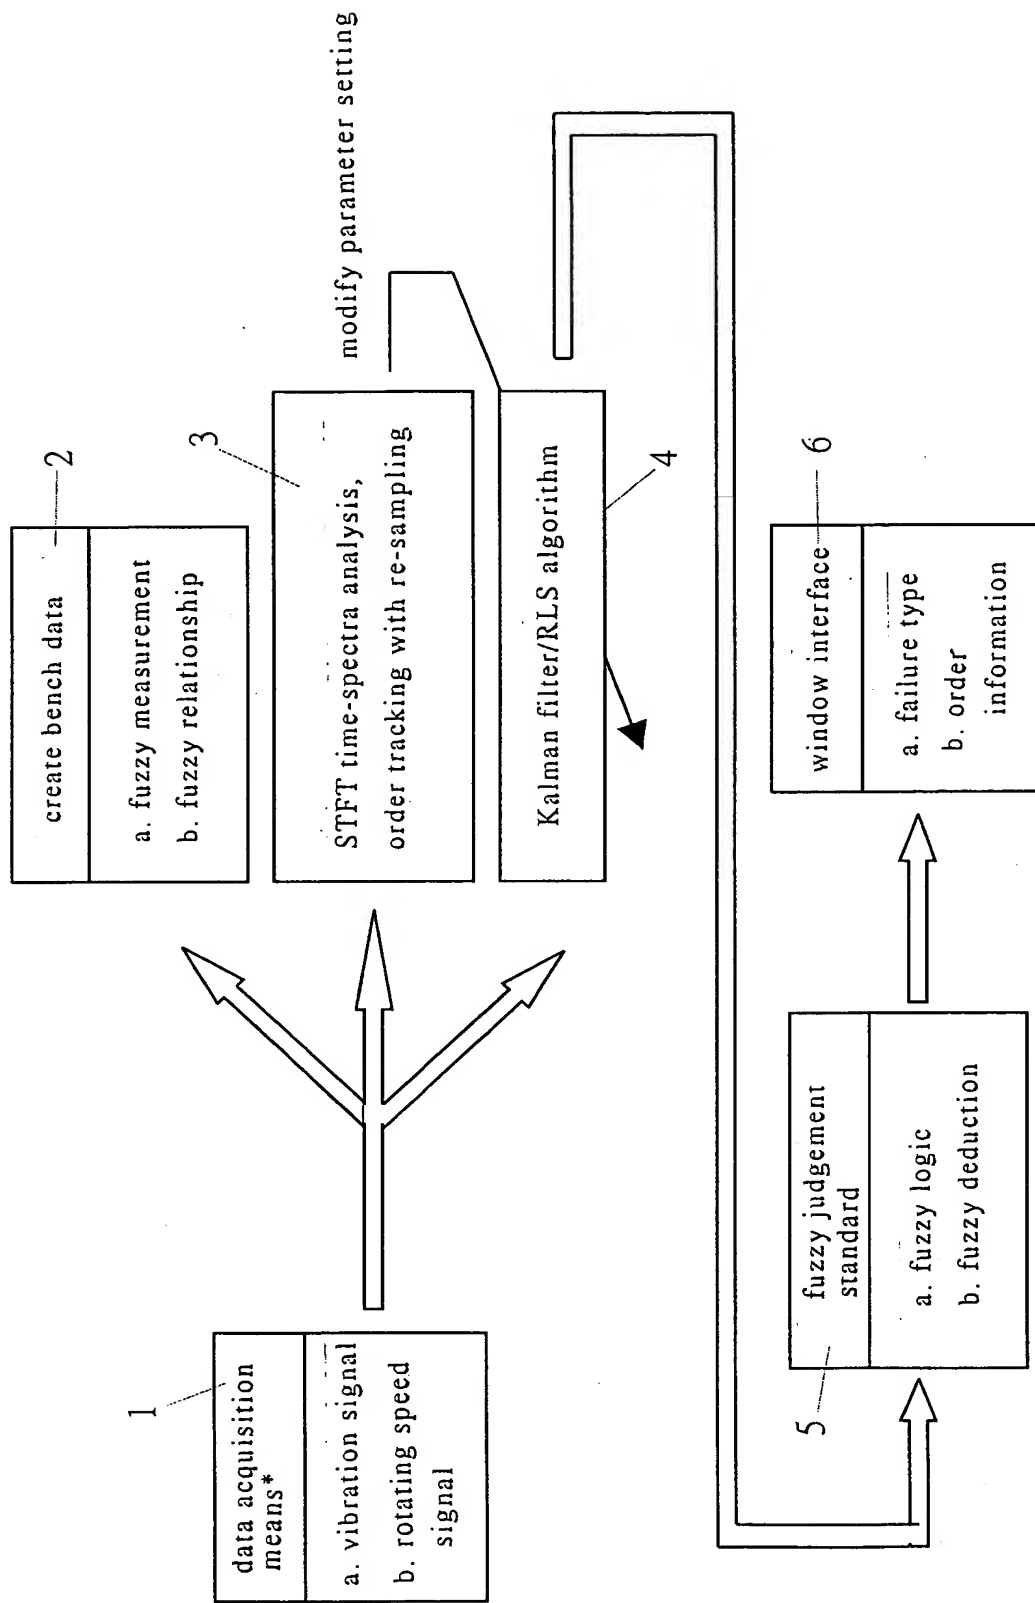 1
data acquisition
means*
a. vibration signal
b. rotating speed
signal
2
create bench data
a. fuzzy measurement
b. fuzzy relationship
3
STFT time-spectra analysis,
order tracking with re-sampling
modify parameter setting
Kalman filter/RLS algorithm
4
5
fuzzy judgement
standard
a. fuzzy logic
b. fuzzy deduction
6
window interface
a. failure type
b. order
information